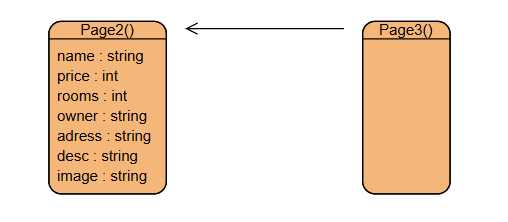 Page2()
name : string
price : int
rooms : int
owner : string
adress : string
desc : string
image : string
Page3()